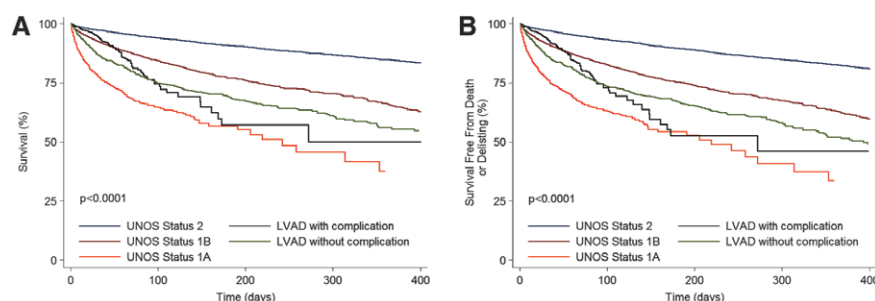 A
100
75
50
25
0
Survival (%)
p<0.0001
UNOS Status 2
UNOS Status 1B
UNOS Status 1A
LVAD with complication
LVAD without complication
0 100 200 300 400
Time (days)
B
100
75
50
25
0
Survival Free From Death
or Delisting (%)
p<0.0001
UNOS Status 2
UNOS Status 1B
UNOS Status 1A
LVAD with complication
LVAD without complication
0 100 200 300 400
Time (days)